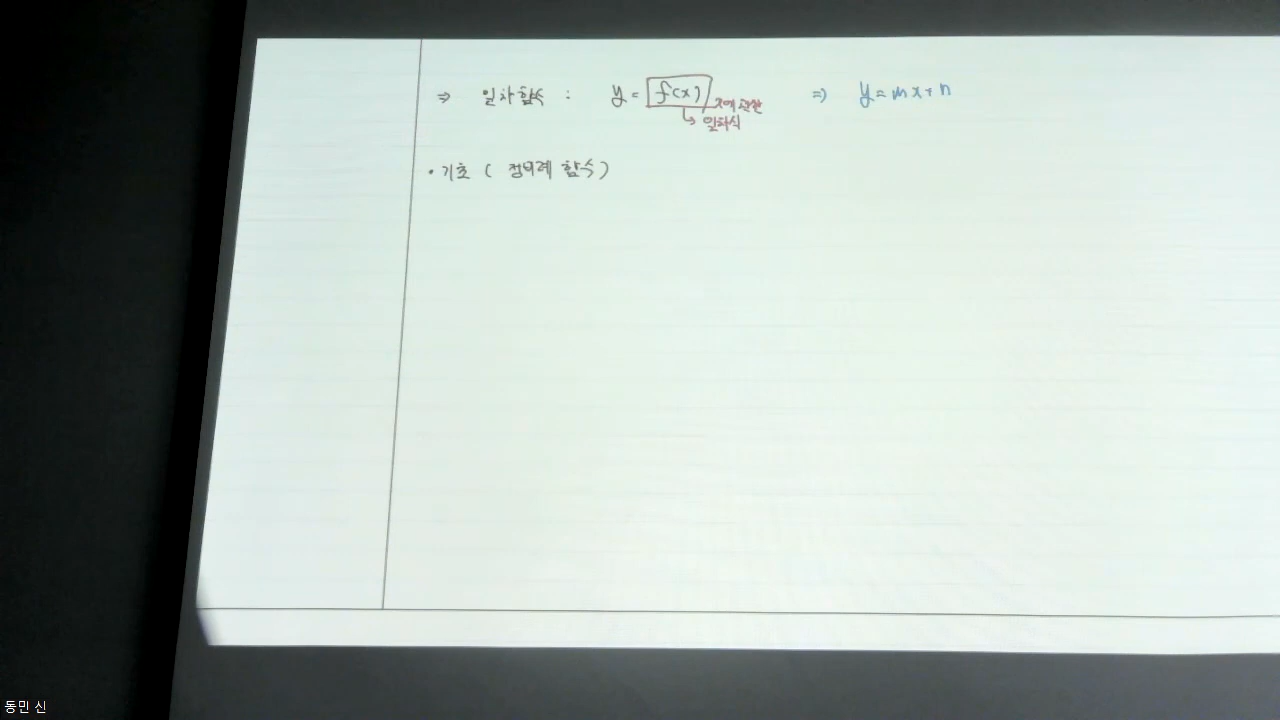 ⇒ 일차함수 : y = f(x) ⇒ y = mx+n
x에 관한
↳ 일차식
• 기초 ( 정비례 함수 )
동민 신